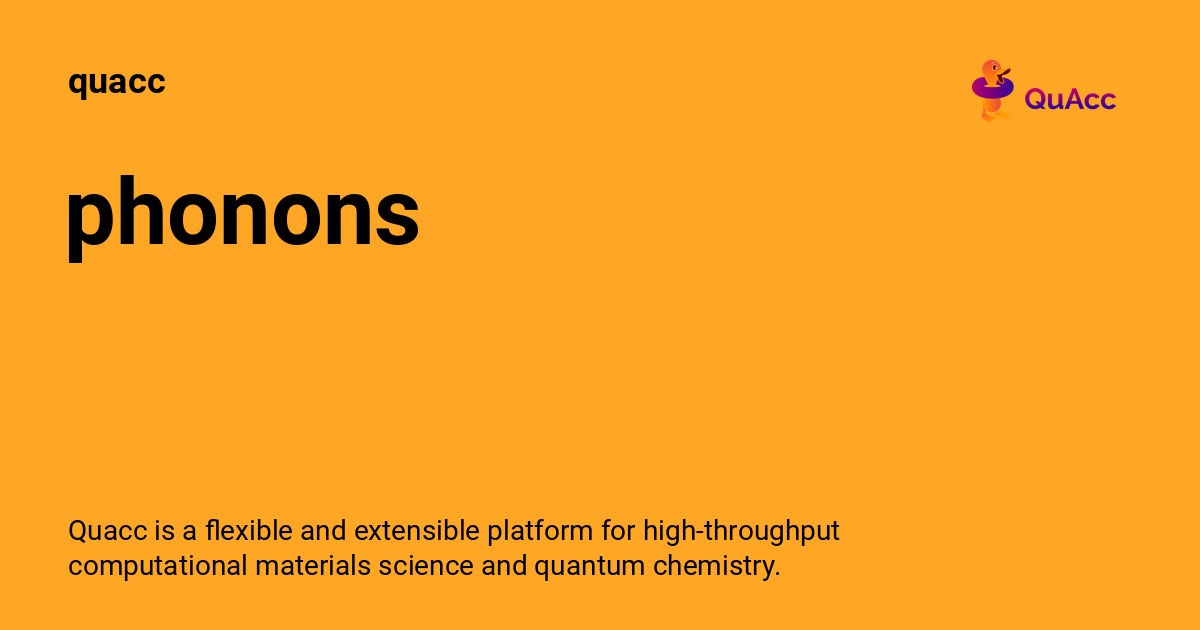 quacc
QuAcc
phonons
Quacc is a flexible and extensible platform for high-throughput
computational materials science and quantum chemistry.